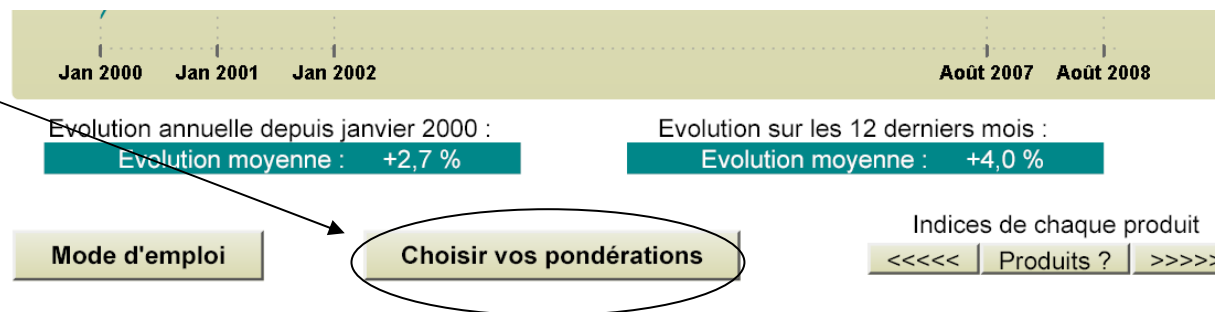 Jan 2000 Jan 2001 Jan 2002 Août 2007 Août 2008
Evolution annuelle depuis janvier 2000 :
Evolution moyenne : +2,7 %
Evolution sur les 12 derniers mois :
Evolution moyenne : +4,0 %
Mode d'emploi
Choisir vos pondérations
Indices de chaque produit
<<<<< Produits ? >>>>>